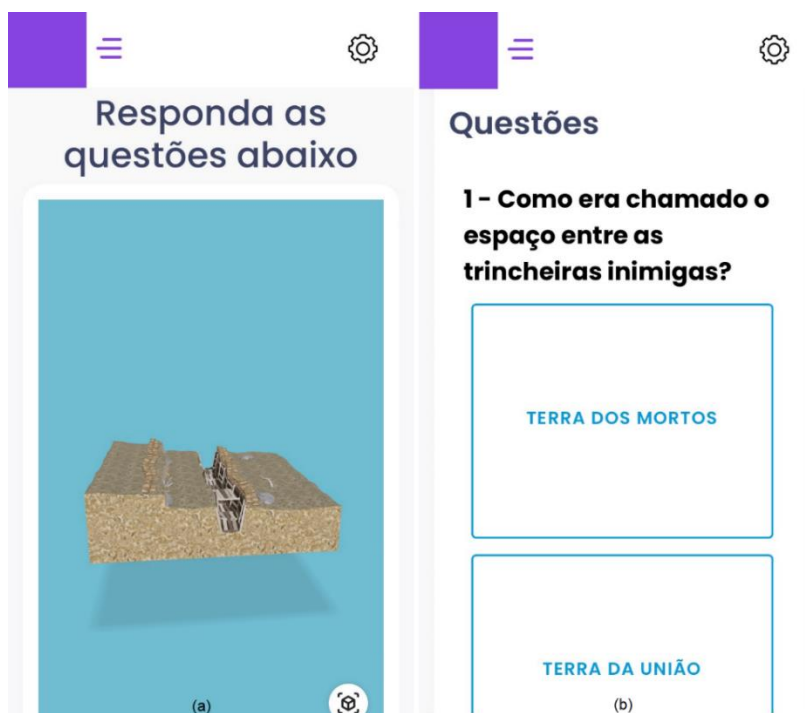 Responda as
questões abaixo
(a)
Questões
1 - Como era chamado o
espaço entre as
trincheiras inimigas?
TERRA DOS MORTOS
TERRA DA UNIÃO
(b)